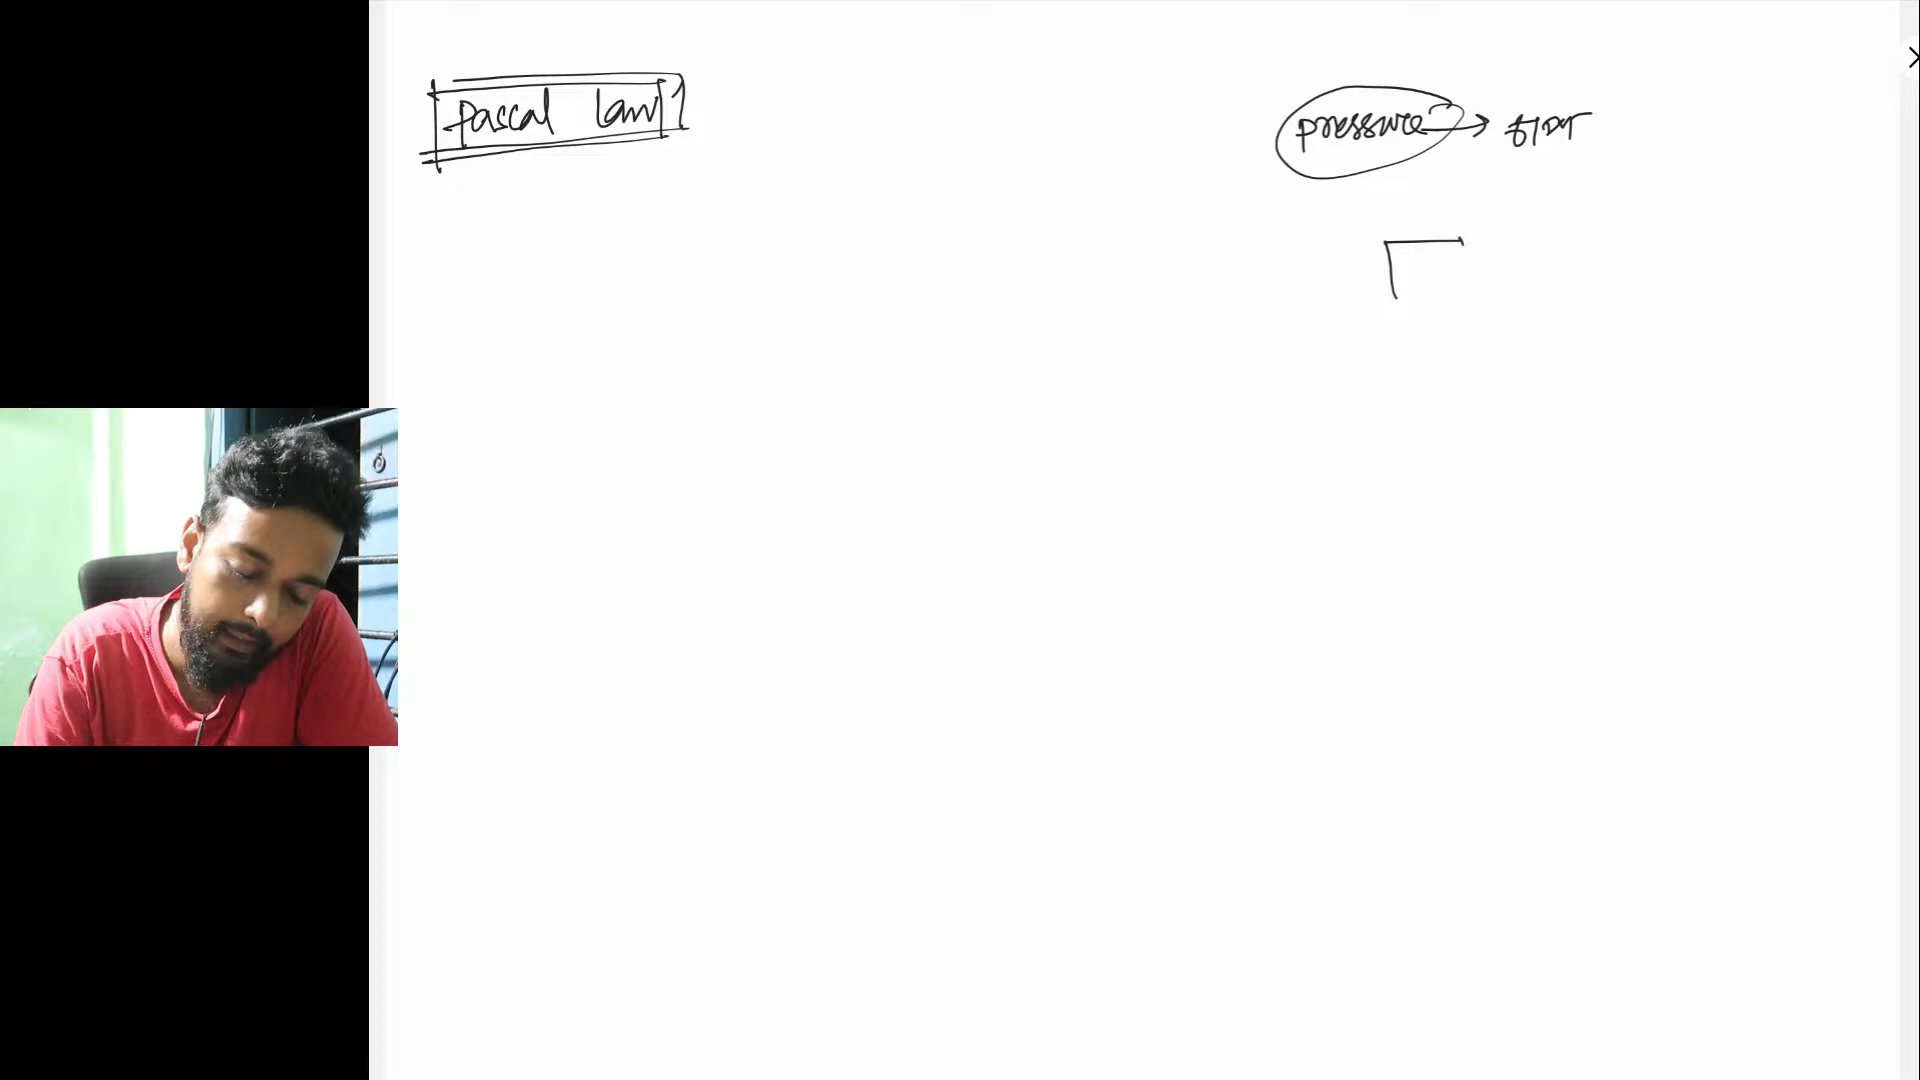 Pascal law
pressure → চাপ